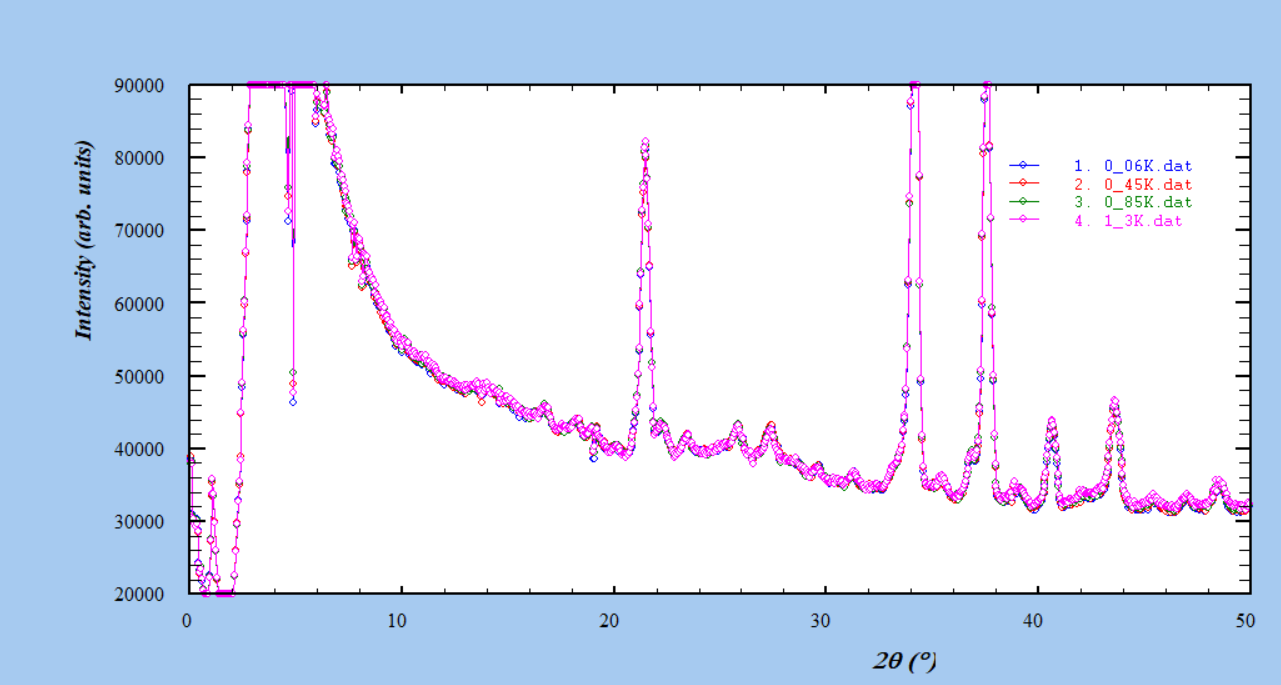 90000
80000
70000
60000
50000
40000
30000
20000
Intensity (arb. units)
1. 0_06K.dat
2. 0_45K.dat
3. 0_85K.dat
4. 1_3K.dat
0 10 20 30 40 50
2θ (°)